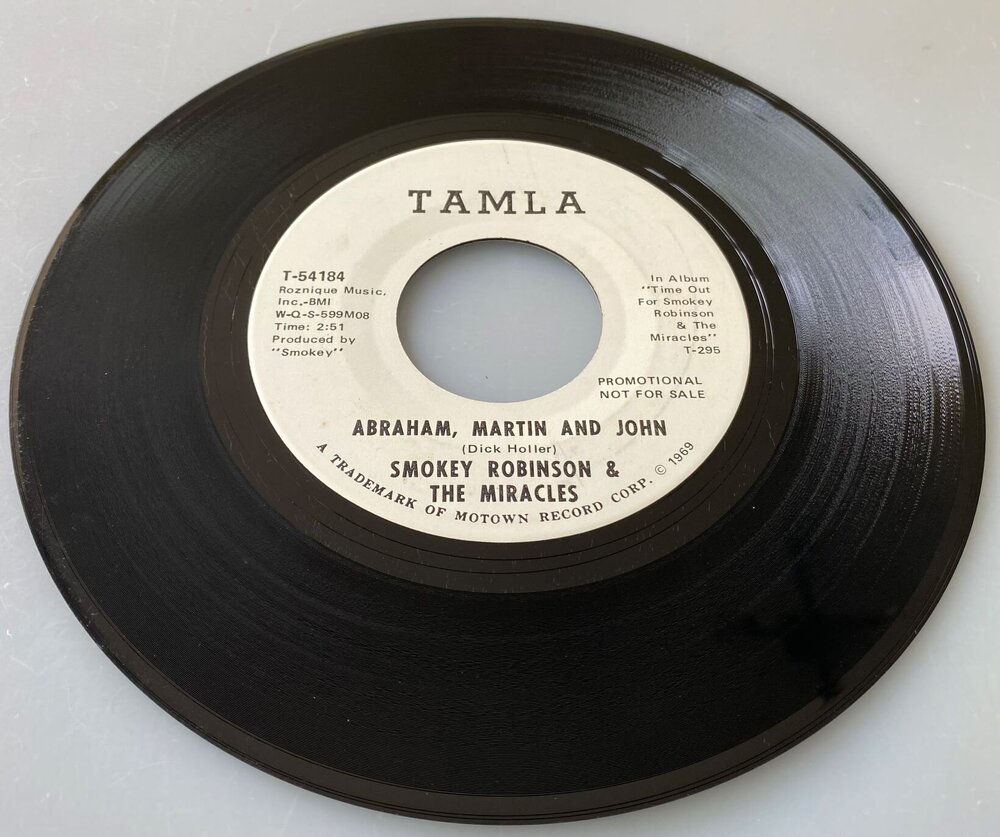 TAMLA
T-54184
Roznique Music,
Inc.-BMI
W-Q-S-599M08
Time: 2:51
Produced by
"Smokey"
In Album
"Time Out
For Smokey
Robinson
& The
Miracles"
T-295
PROMOTIONAL
NOT FOR SALE
ABRAHAM, MARTIN AND JOHN
(Dick Holler)
SMOKEY ROBINSON &
THE MIRACLES
A TRADEMARK OF MOTOWN RECORD CORP. © 1969